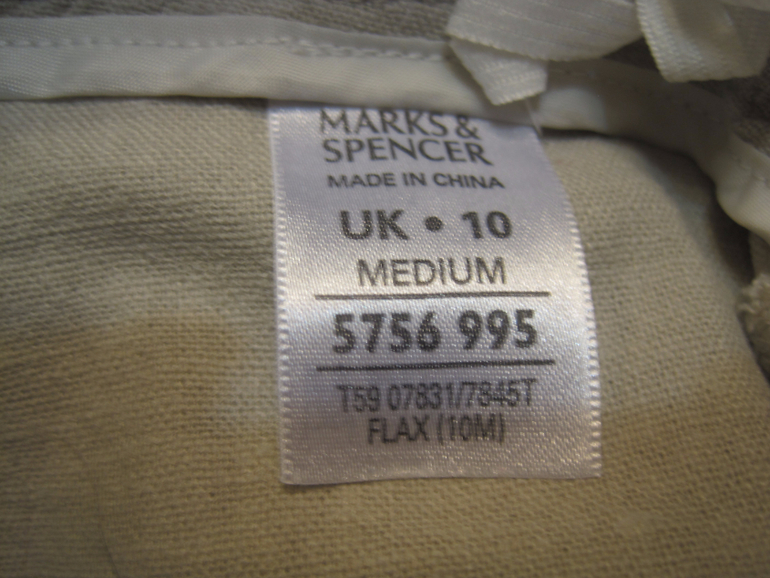 MARKS &
SPENCER
MADE IN CHINA
UK • 10
MEDIUM
5756 995
T59 07831/7845T
FLAX (10M)